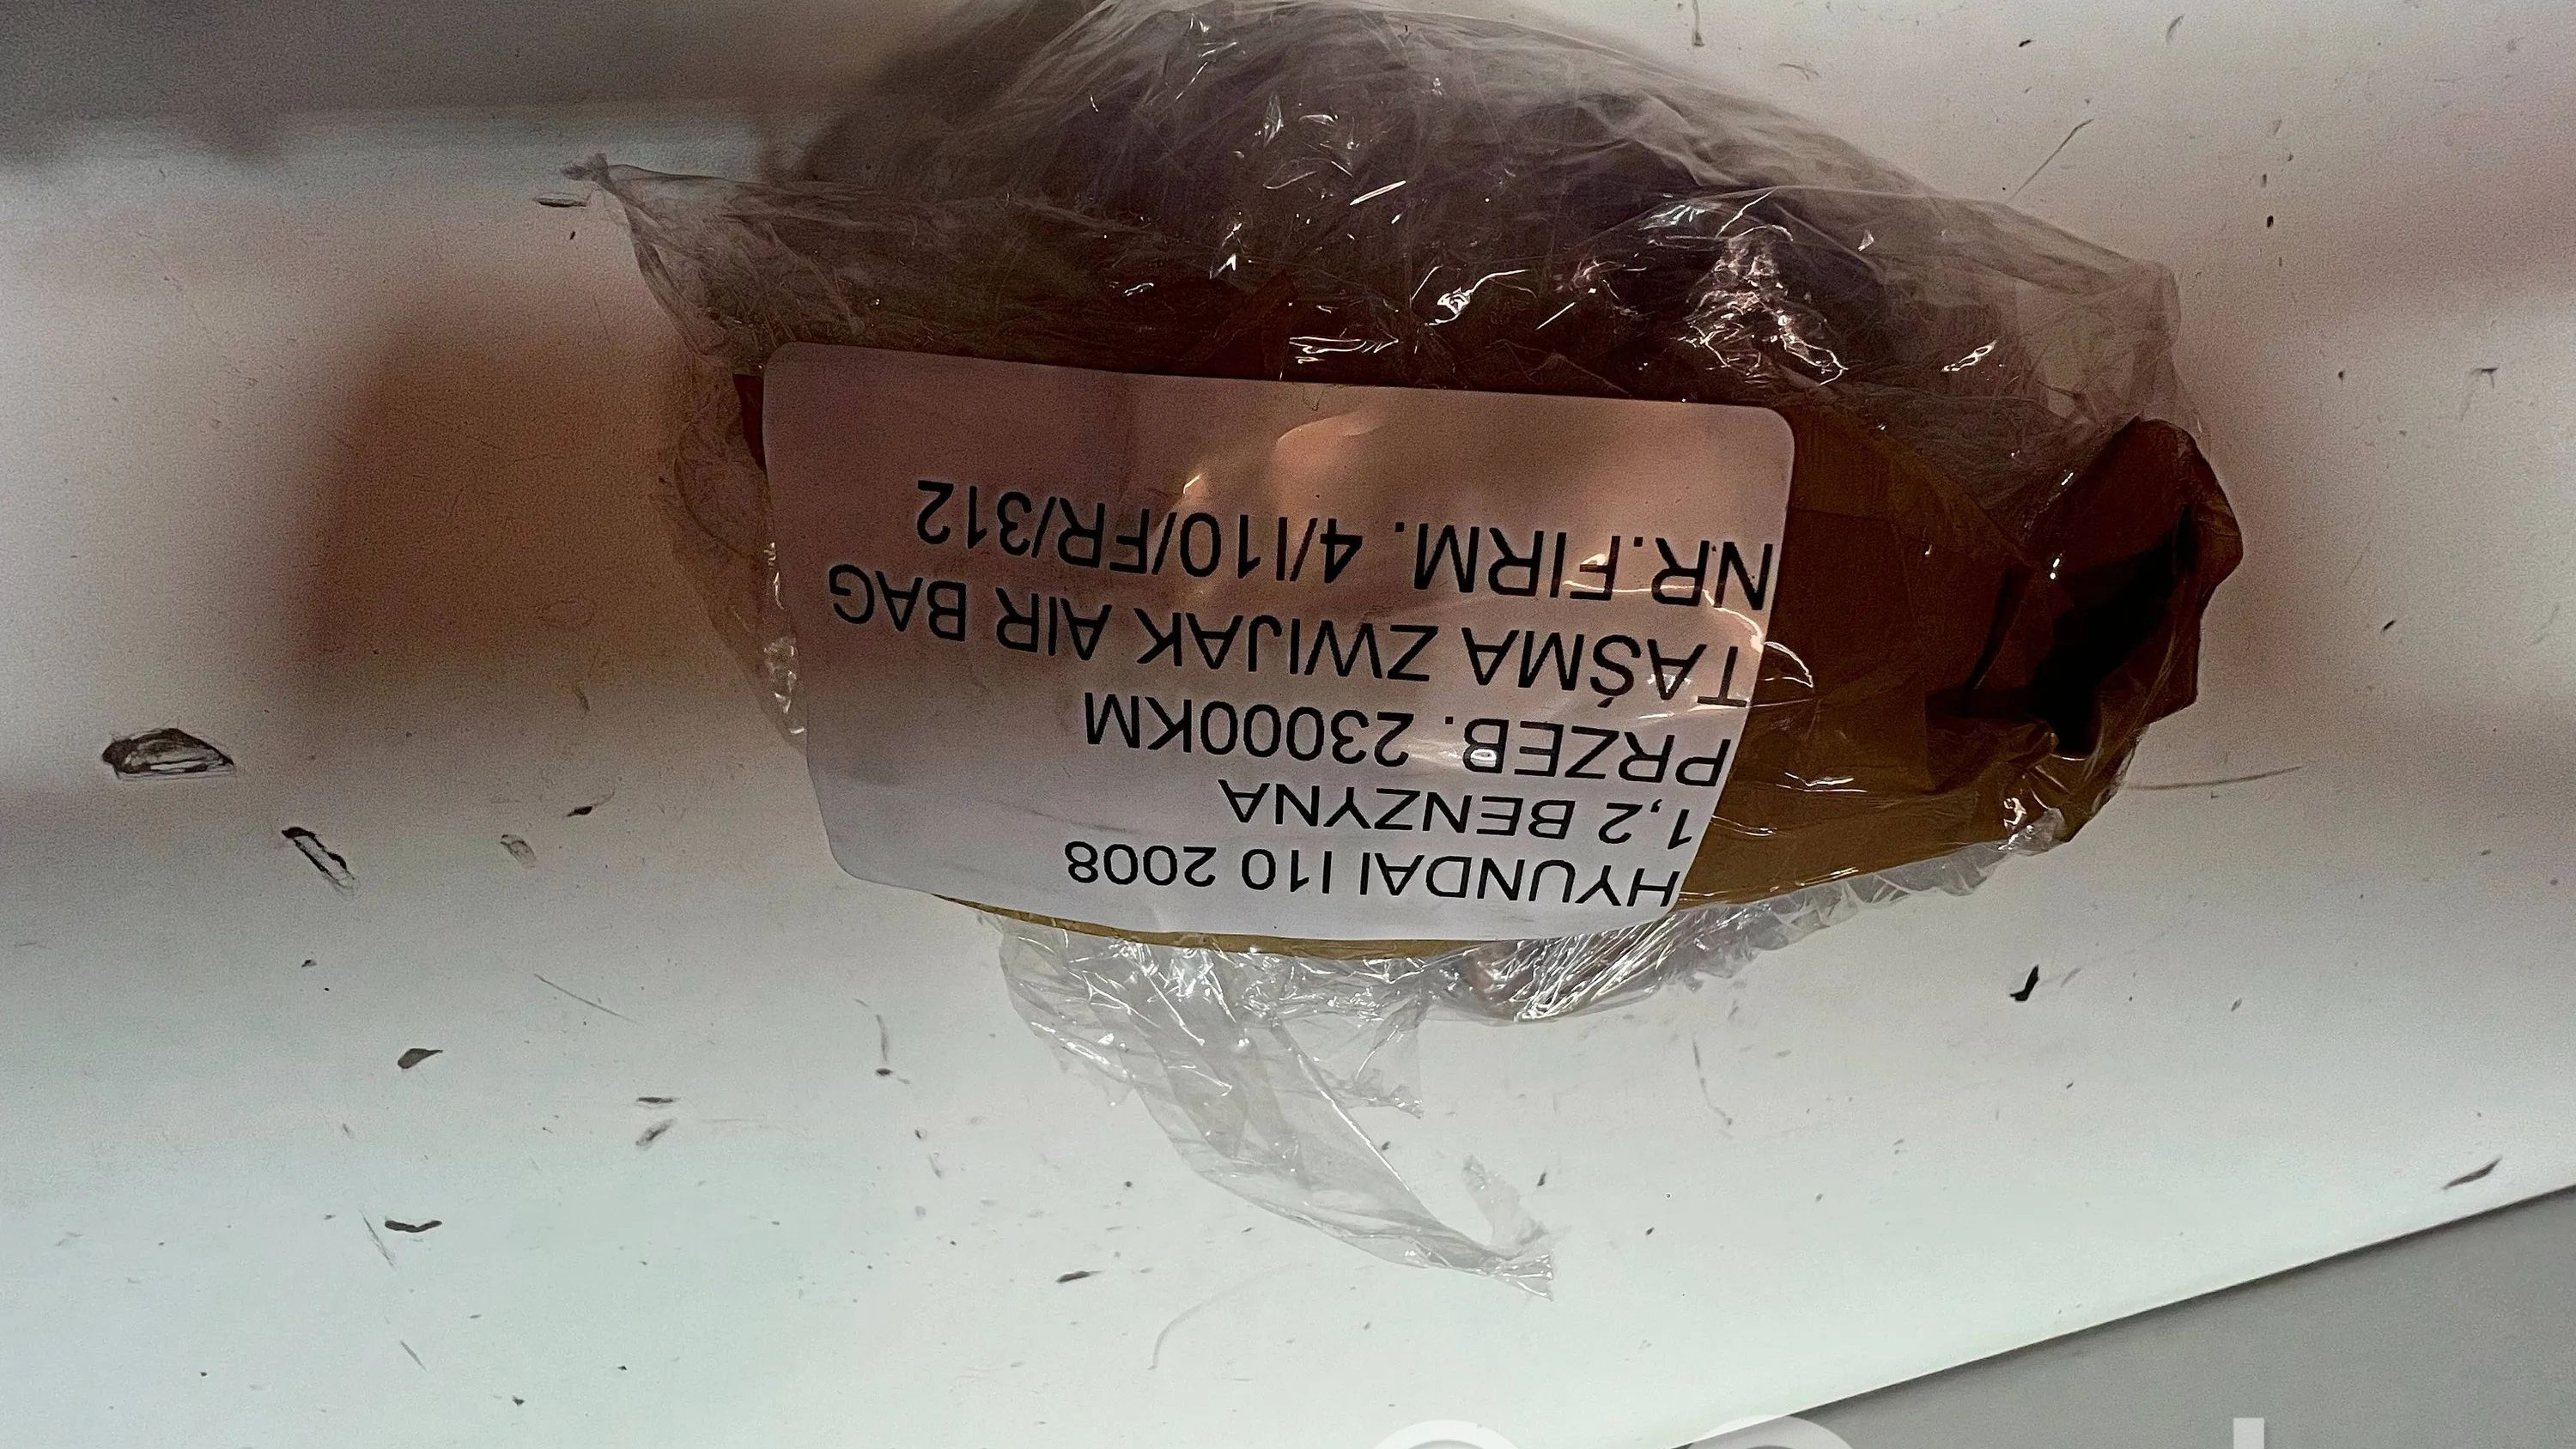 HYUNDAI I10 2008
1,2 BENZYNA
PRZEB. 23000KM
TAŚMA ZWIJAK AIR BAG
NR.FIRM. 4/I10/FR/312